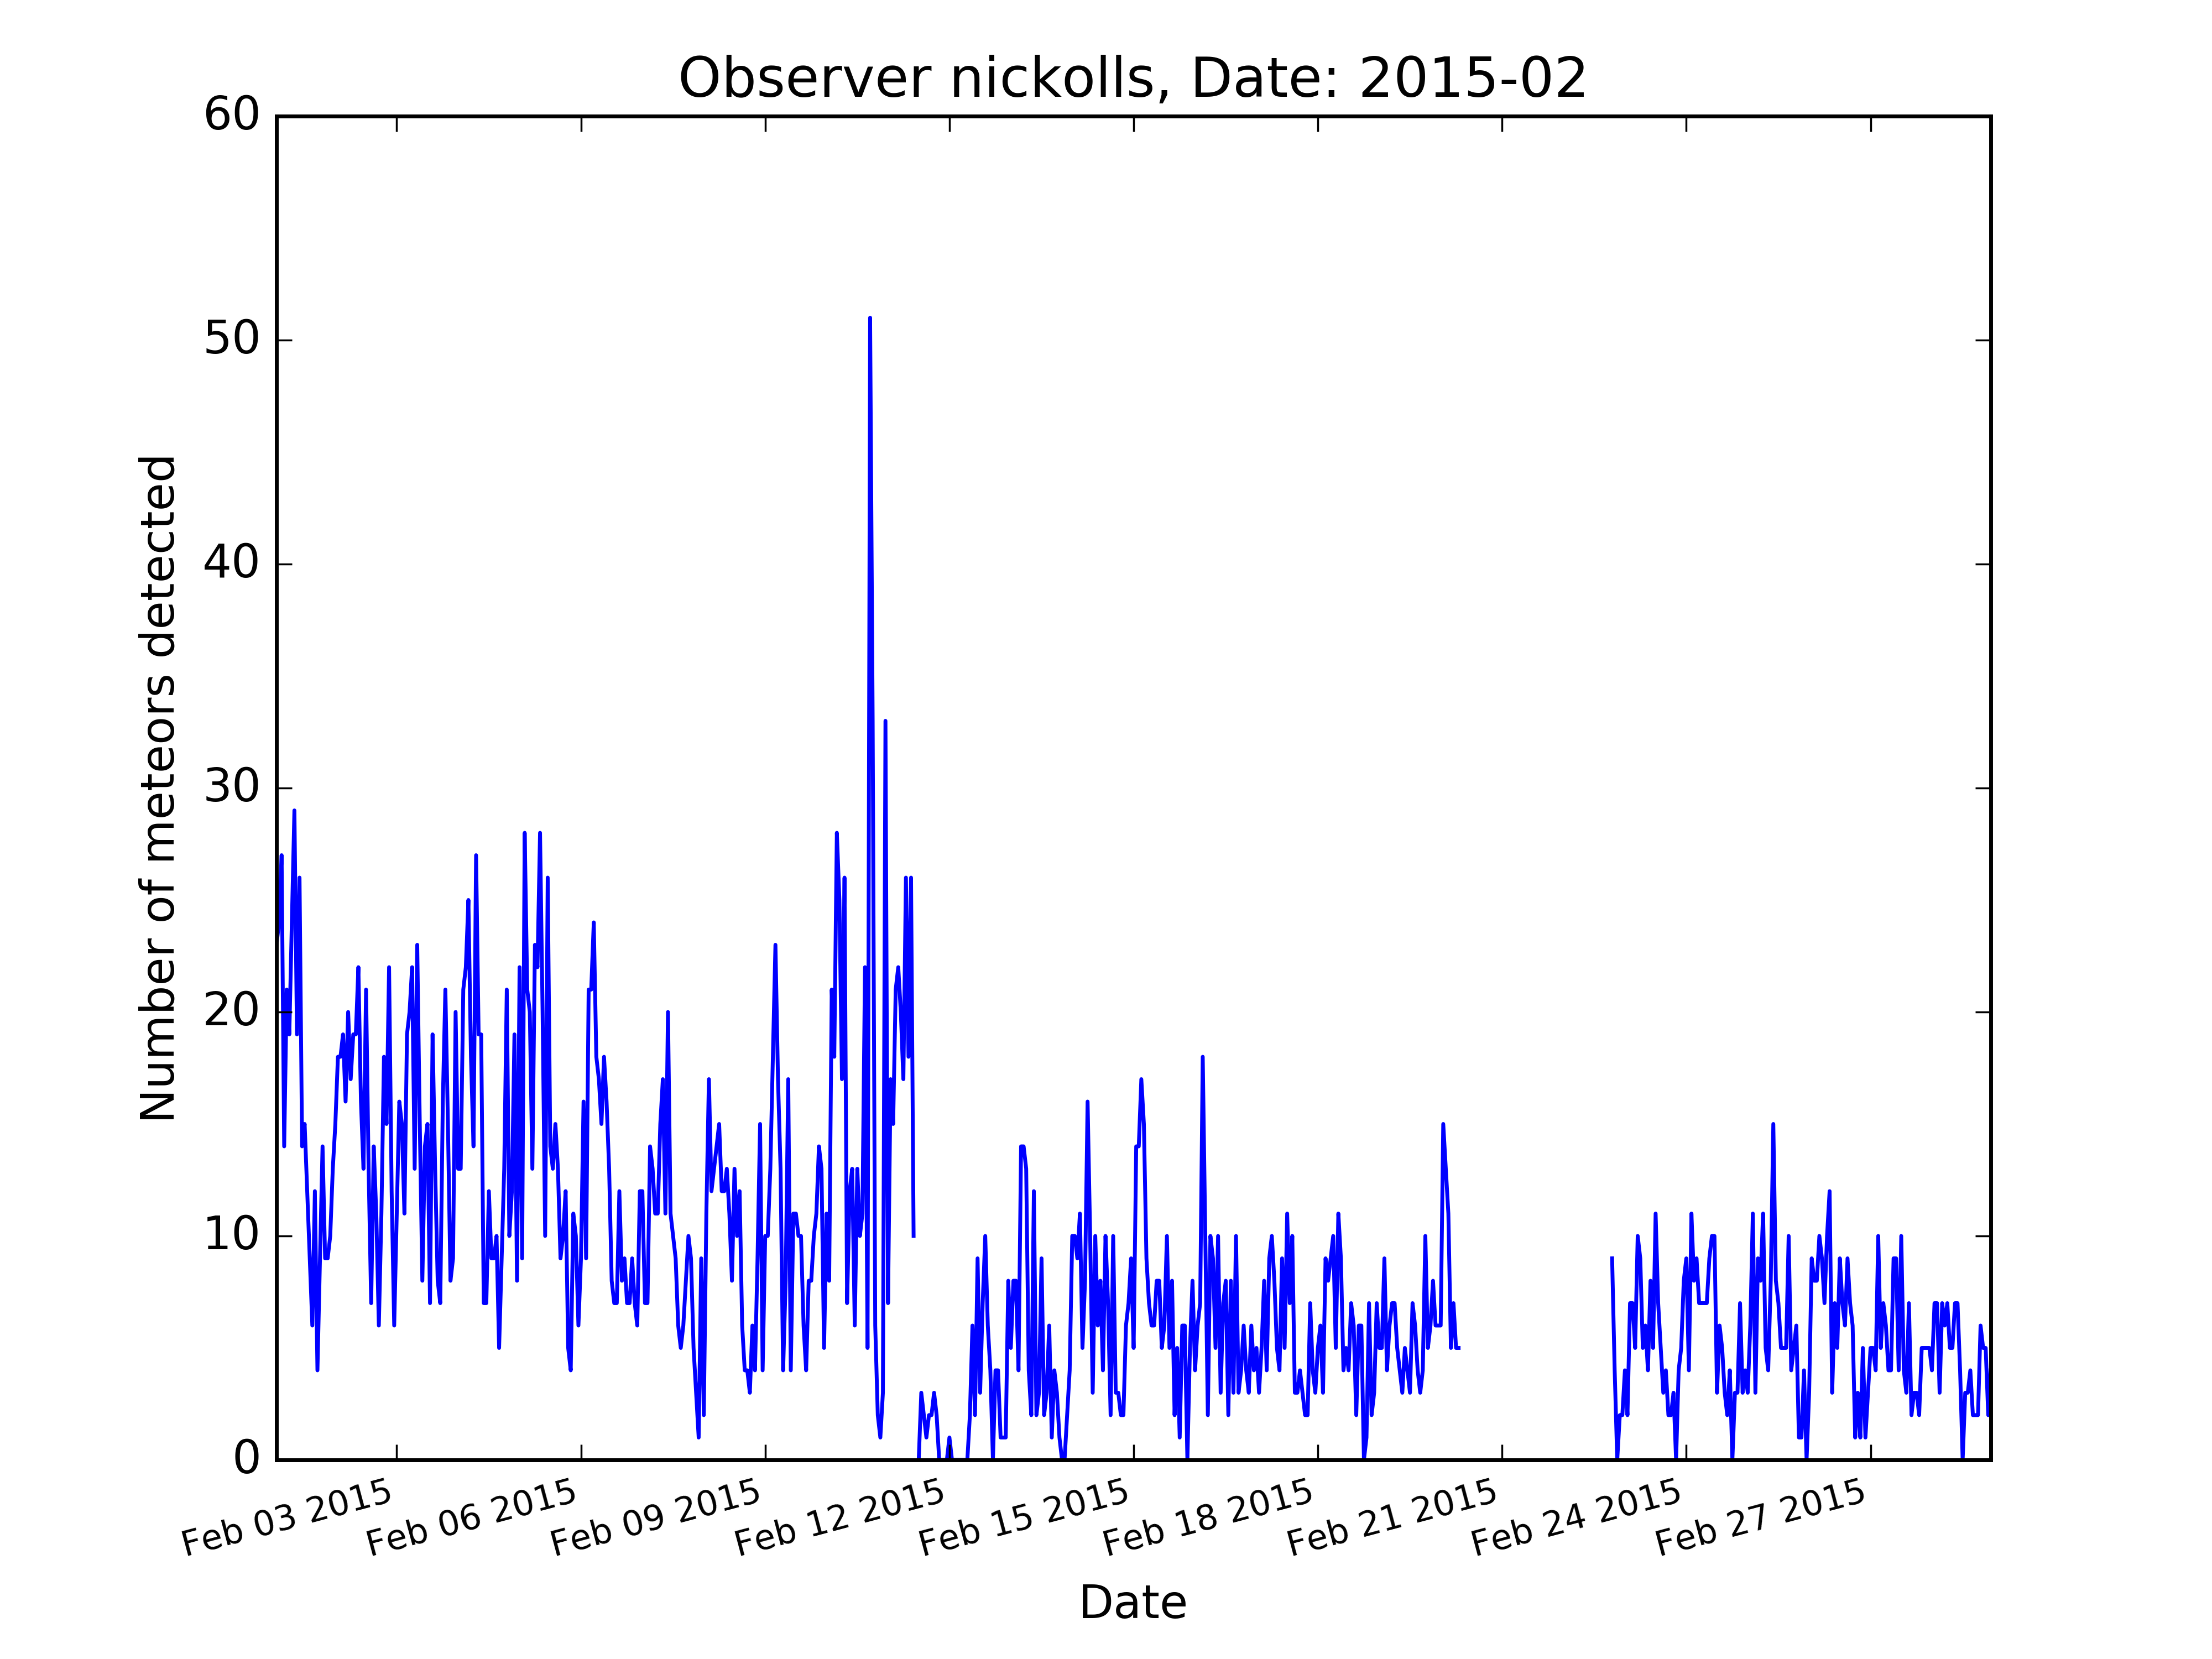 Observer nickolls, Date: 2015-02
60
50
40
30
20
10
0
Number of meteors detected
Feb 03 2015
Feb 06 2015
Feb 09 2015
Feb 12 2015
Feb 15 2015
Feb 18 2015
Feb 21 2015
Feb 24 2015
Feb 27 2015
Date